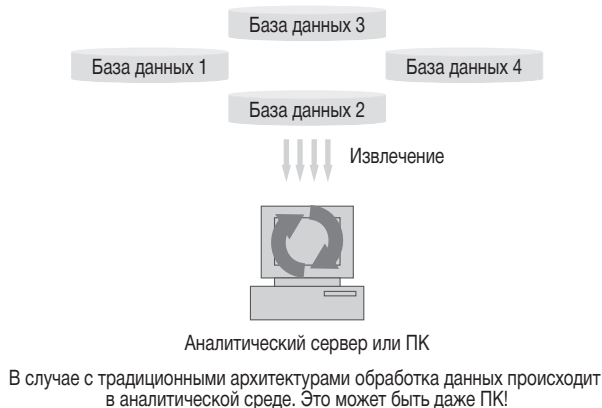 База данных 3
База данных 1
База данных 4
База данных 2
Извлечение
Аналитический сервер или ПК
В случае с традиционными архитектурами обработка данных происходит
в аналитической среде. Это может быть даже ПК!